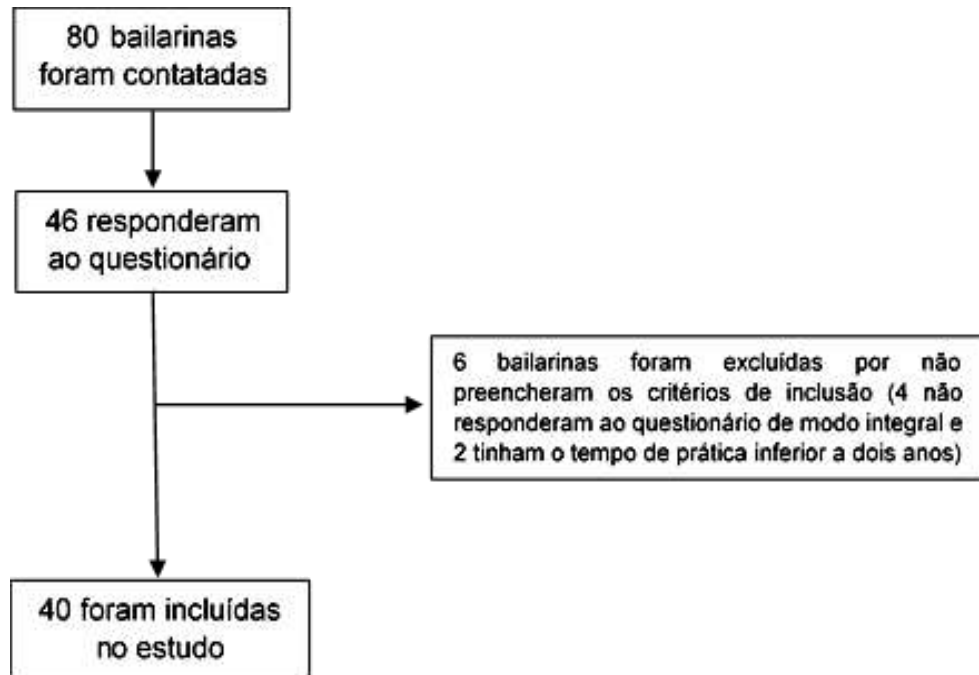 80 bailarinas
foram contatadas
46 responderam
ao questionário
6 bailarinas foram excluídas por não
preencheram os critérios de inclusão (4 não
responderam ao questionário de modo integral e
2 tinham o tempo de prática inferior a dois anos)
40 foram incluídas
no estudo